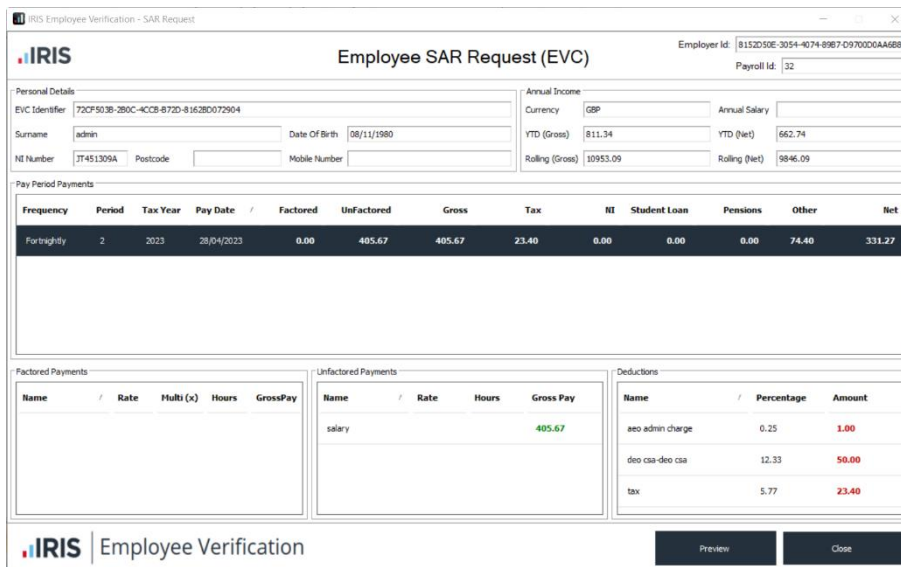 IRIS Employee Verification - SAR Request
IRIS
Employee SAR Request (EVC)
Employer Id: 8152D50E-3054-4074-89B7-D9700D0AA6B8
Payroll Id: 32
Personal Details
EVC Identifier 72CF503B-2B0C-4CCB-B72D-8162BD072904
Surname admin Date Of Birth 08/11/1980
NI Number JT451309A Postcode Mobile Number
Annual Income
Currency GBP Annual Salary
YTD (Gross) 811.34 YTD (Net) 662.74
Rolling (Gross) 10953.09 Rolling (Net) 9846.09
Pay Period Payments
Frequency Period Tax Year Pay Date / Factored UnFactored Gross Tax NI Student Loan Pensions Other Net
Fortnightly 2 2023 28/04/2023 0.00 405.67 405.67 23.40 0.00 0.00 0.00 74.40 331.27
Factored Payments
Name / Rate Multi (x) Hours GrossPay
Unfactored Payments
Name / Rate Hours Gross Pay
salary 405.67
Deductions
Name / Percentage Amount
aeo admin charge 0.25 1.00
deo csa-deo csa 12.33 50.00
tax 5.77 23.40
IRIS Employee Verification
Preview Close